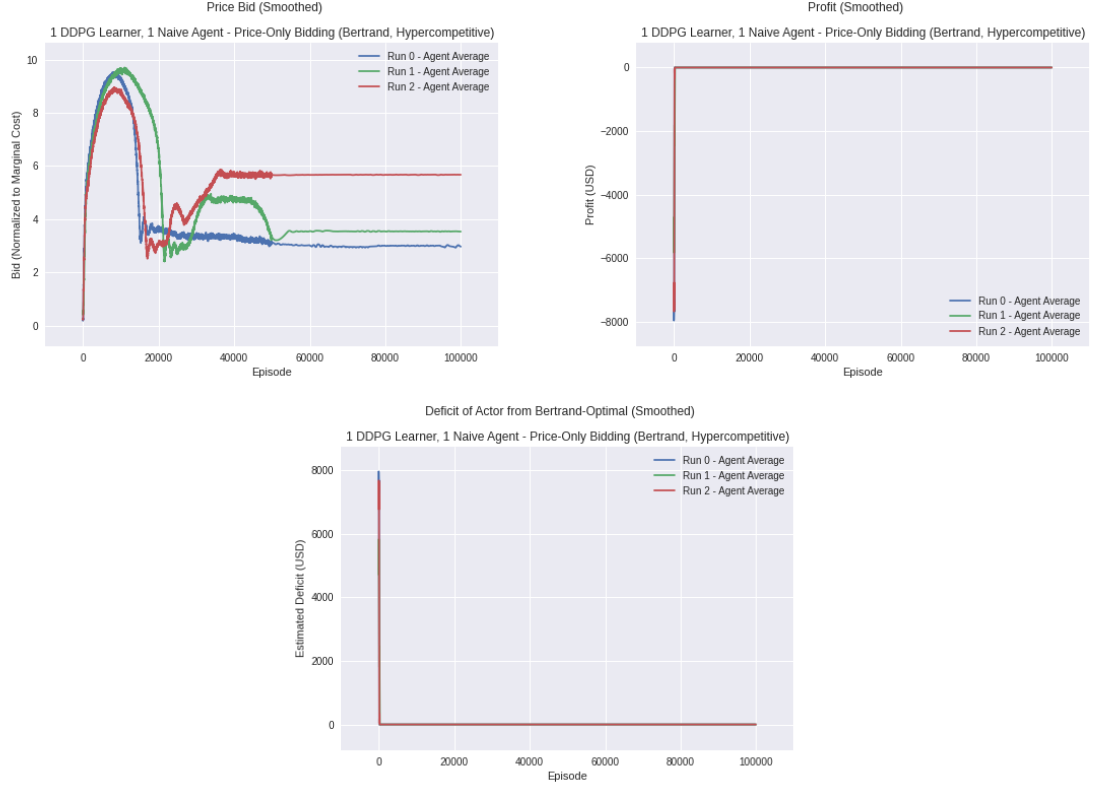 Price Bid (Smoothed)
1 DDPG Learner, 1 Naive Agent - Price-Only Bidding (Bertrand, Hypercompetitive)
Run 0 - Agent Average
Run 1 - Agent Average
Run 2 - Agent Average
Bid (Normalized to Marginal Cost)
10
8
6
4
2
0
0 20000 40000 60000 80000 100000
Episode
Profit (Smoothed)
1 DDPG Learner, 1 Naive Agent - Price-Only Bidding (Bertrand, Hypercompetitive)
Profit (USD)
0
−2000
−4000
−6000
−8000
Run 0 - Agent Average
Run 1 - Agent Average
Run 2 - Agent Average
0 20000 40000 60000 80000 100000
Episode
Deficit of Actor from Bertrand-Optimal (Smoothed)
1 DDPG Learner, 1 Naive Agent - Price-Only Bidding (Bertrand, Hypercompetitive)
Run 0 - Agent Average
Run 1 - Agent Average
Run 2 - Agent Average
Estimated Deficit (USD)
8000
6000
4000
2000
0
0 20000 40000 60000 80000 100000
Episode